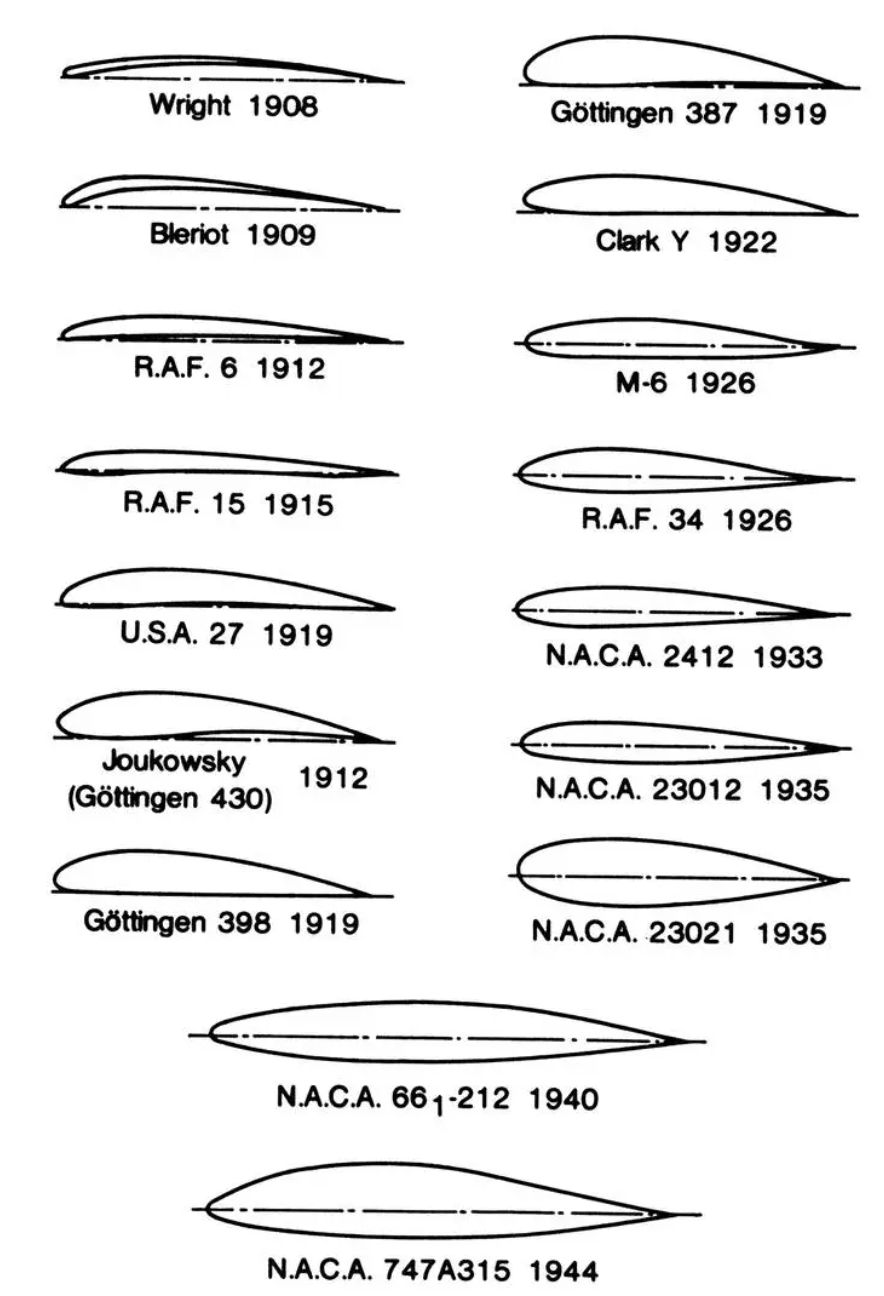 Wright 1908
Bleriot 1909
R.A.F. 6 1912
R.A.F. 15 1915
U.S.A. 27 1919
Joukowsky
(Göttingen 430) 1912
Göttingen 398 1919
Göttingen 387 1919
Clark Y 1922
M-6 1926
R.A.F. 34 1926
N.A.C.A. 2412 1933
N.A.C.A. 23012 1935
N.A.C.A. 23021 1935
N.A.C.A. 66₁-212 1940
N.A.C.A. 747A315 1944